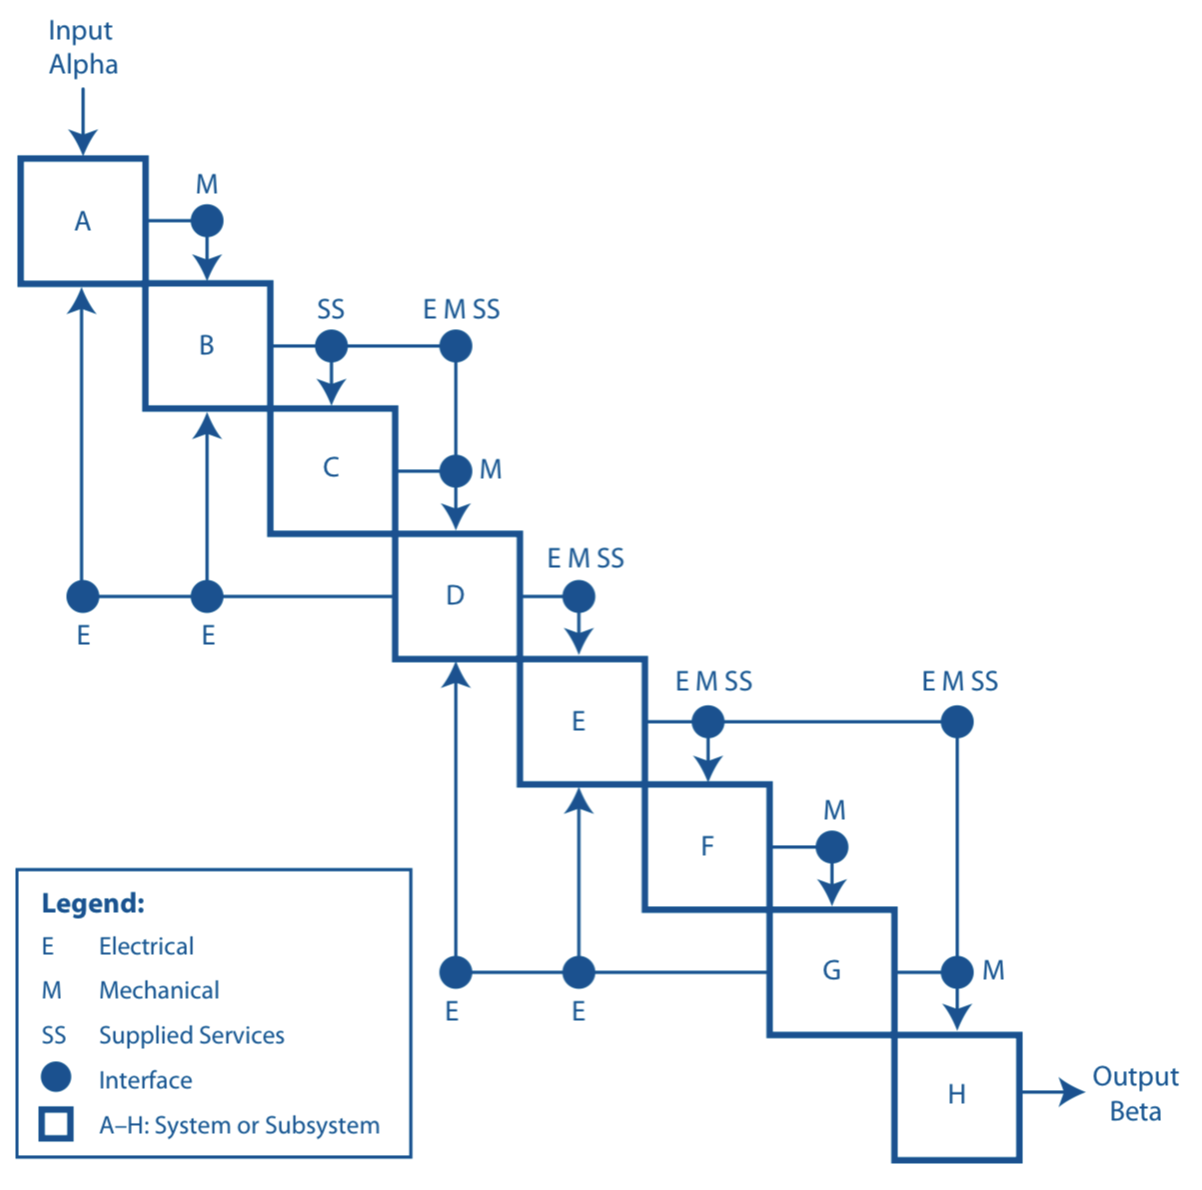 Input
Alpha
A
M
B
SS
E M SS
C
M
D
E M SS
E
E
E
E M SS
E M SS
F
M
G
M
E
E
H
Output
Beta
Legend:
E Electrical
M Mechanical
SS Supplied Services
Interface
A–H: System or Subsystem